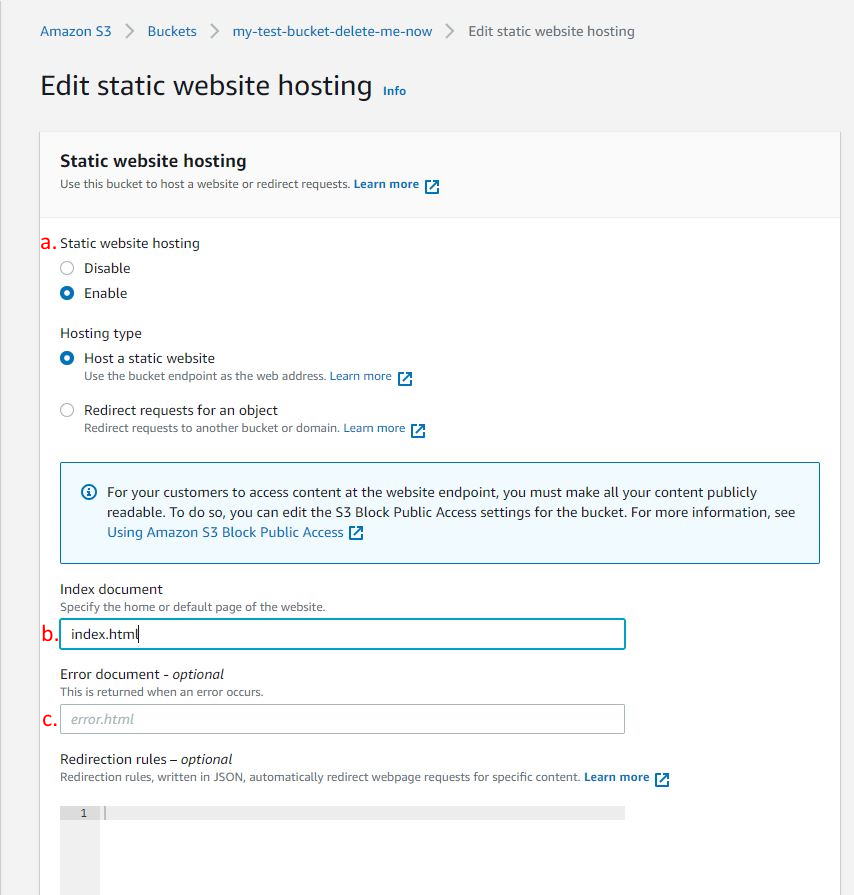 Amazon S3 > Buckets > my-test-bucket-delete-me-now > Edit static website hosting
Edit static website hosting Info
Static website hosting
Use this bucket to host a website or redirect requests. Learn more
a. Static website hosting
Disable
Enable
Hosting type
Host a static website
Use the bucket endpoint as the web address. Learn more
Redirect requests for an object
Redirect requests to another bucket or domain. Learn more
For your customers to access content at the website endpoint, you must make all your content publicly
readable. To do so, you can edit the S3 Block Public Access settings for the bucket. For more information, see
Using Amazon S3 Block Public Access
Index document
Specify the home or default page of the website.
b. index.html
Error document - optional
This is returned when an error occurs.
c. error.html
Redirection rules – optional
Redirection rules, written in JSON, automatically redirect webpage requests for specific content. Learn more
1